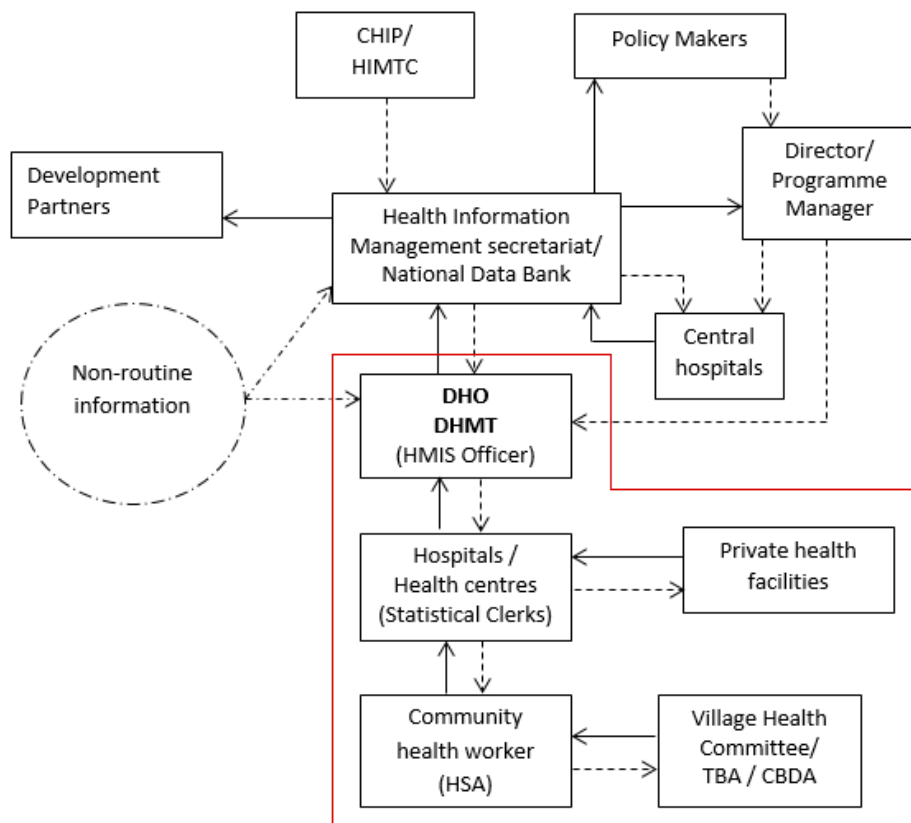 CHIP/
HIMTC
Policy Makers
Development
Partners
Director/
Programme
Manager
Health Information
Management secretariat/
National Data Bank
Central
hospitals
Non-routine
information
DHO
DHMT
(HMIS Officer)
Hospitals /
Health centres
(Statistical Clerks)
Private health
facilities
Community
health worker
(HSA)
Village Health
Committee/
TBA / CBDA